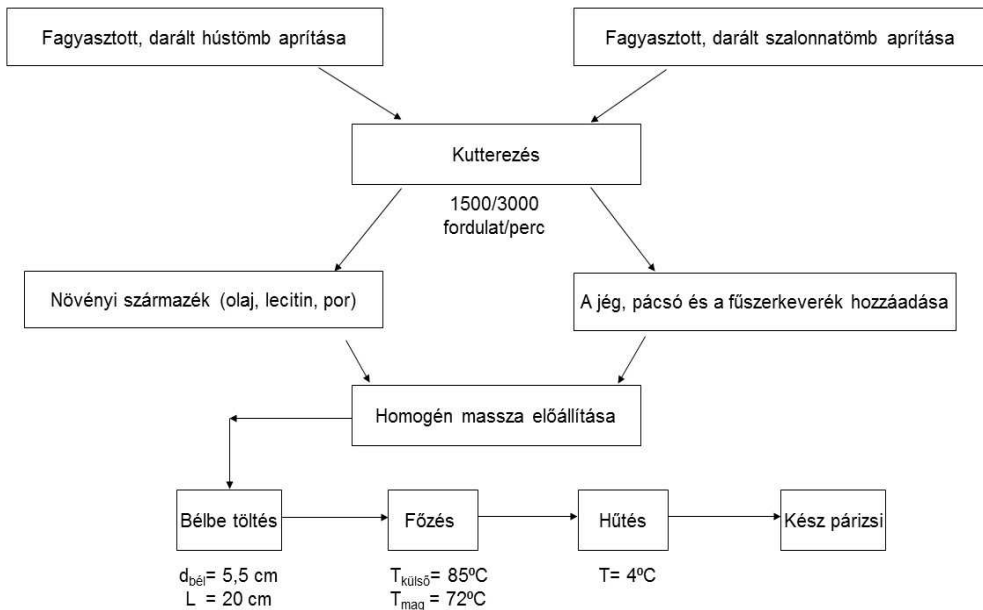 Fagyasztott, darált hústömb aprítása
Fagyasztott, darált szalonnatömb aprítása
Kutterezés
1500/3000
fordulat/perc
Növényi származék (olaj, lecitin, por)
A jég, pácsó és a fűszerkeverék hozzáadása
Homogén massza előállítása
Bélbe töltés
Főzés
Hűtés
Kész párizsi
dbél= 5,5 cm
L = 20 cm
Tkülső= 85ºC
Tmag = 72ºC
T= 4ºC